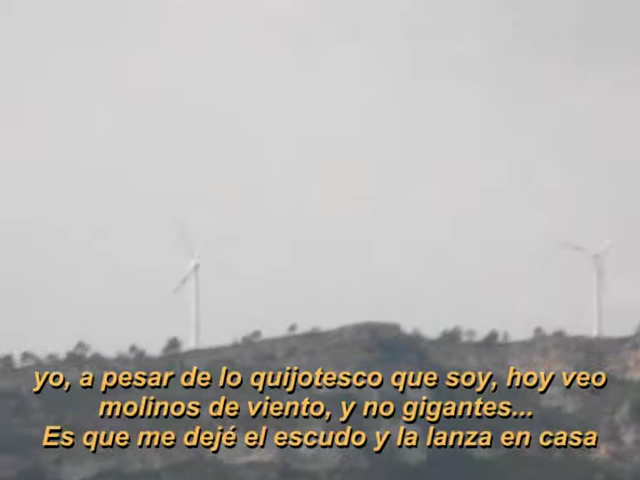 yo, a pesar de lo quijotesco que soy, hoy veo
molinos de viento, y no gigantes...
Es que me dejé el escudo y la lanza en casa